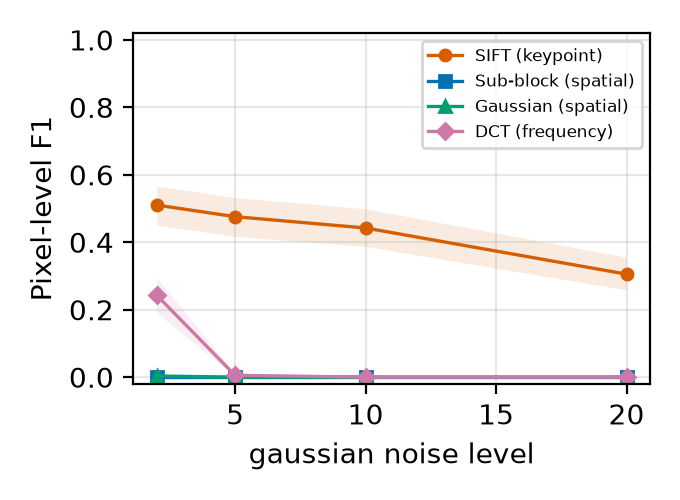 1.0
0.8
0.6
0.4
0.2
0.0
Pixel-level F1
SIFT (keypoint)
Sub-block (spatial)
Gaussian (spatial)
DCT (frequency)
5
10
15
20
gaussian noise level